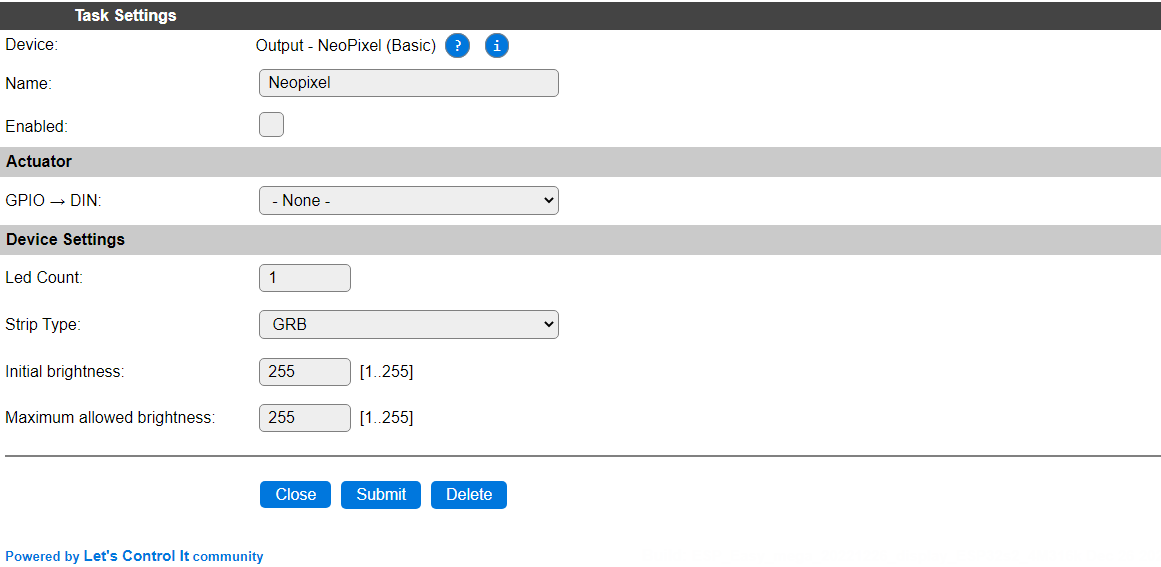 Task Settings
Device: Output - NeoPixel (Basic) ? i
Name: Neopixel
Enabled:
Actuator
GPIO → DIN: - None -
Device Settings
Led Count: 1
Strip Type: GRB
Initial brightness: 255 [1..255]
Maximum allowed brightness: 255 [1..255]
Close Submit Delete
Powered by Let's Control It community